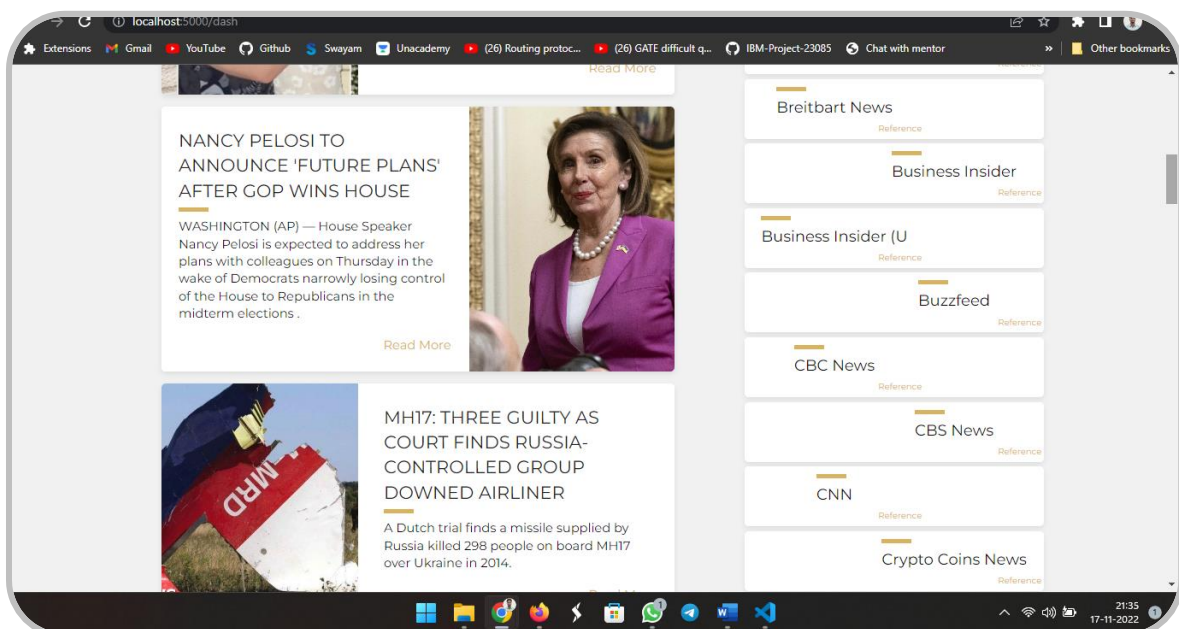 localhost:5000/dash
Extensions Gmail YouTube Github Swayam Unacademy (26) Routing protoc... (26) GATE difficult q... IBM-Project-23085 Chat with mentor » Other bookmarks
Read More
NANCY PELOSI TO
ANNOUNCE 'FUTURE PLANS'
AFTER GOP WINS HOUSE
WASHINGTON (AP) — House Speaker
Nancy Pelosi is expected to address her
plans with colleagues on Thursday in the
wake of Democrats narrowly losing control
of the House to Republicans in the
midterm elections .
Read More
MRD
MH17: THREE GUILTY AS
COURT FINDS RUSSIA-
CONTROLLED GROUP
DOWNED AIRLINER
A Dutch trial finds a missile supplied by
Russia killed 298 people on board MH17
over Ukraine in 2014.
Reference
Breitbart News
Reference
Business Insider
Reference
Business Insider (U
Reference
Buzzfeed
Reference
CBC News
Reference
CBS News
Reference
CNN
Reference
Crypto Coins News
Reference
21:35
17-11-2022
1